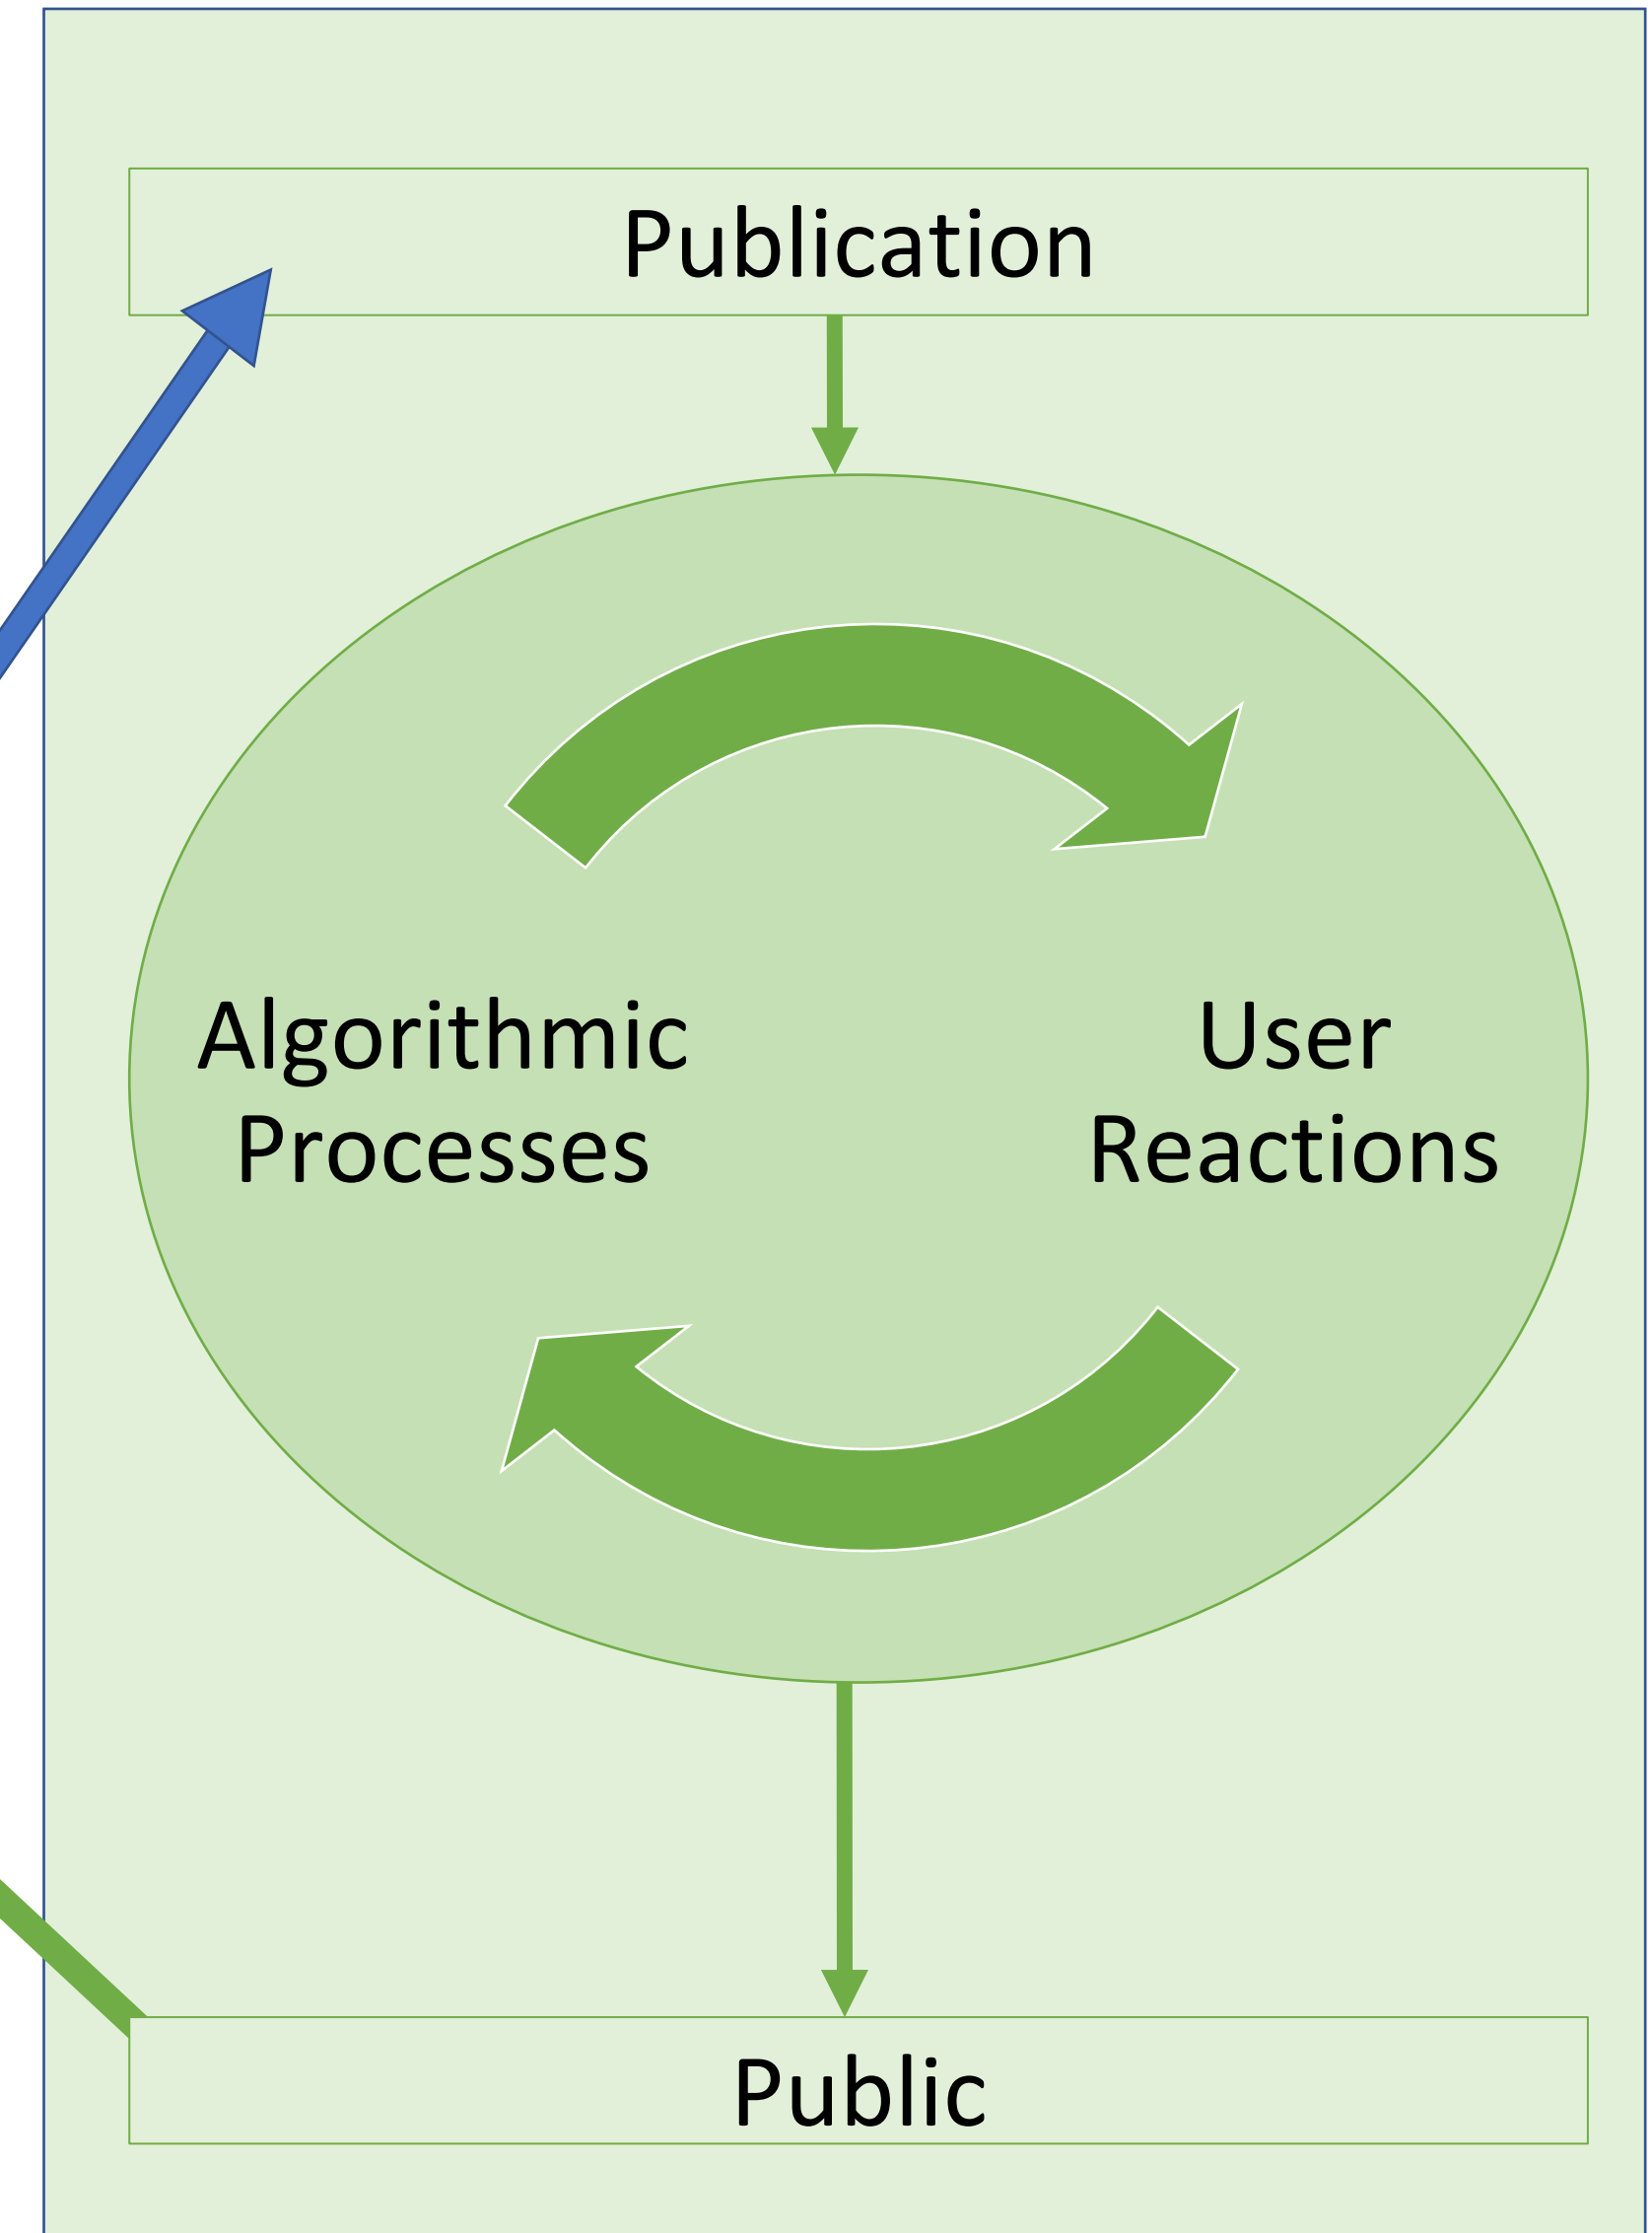 Publication
Algorithmic
Processes
User
Reactions
Public